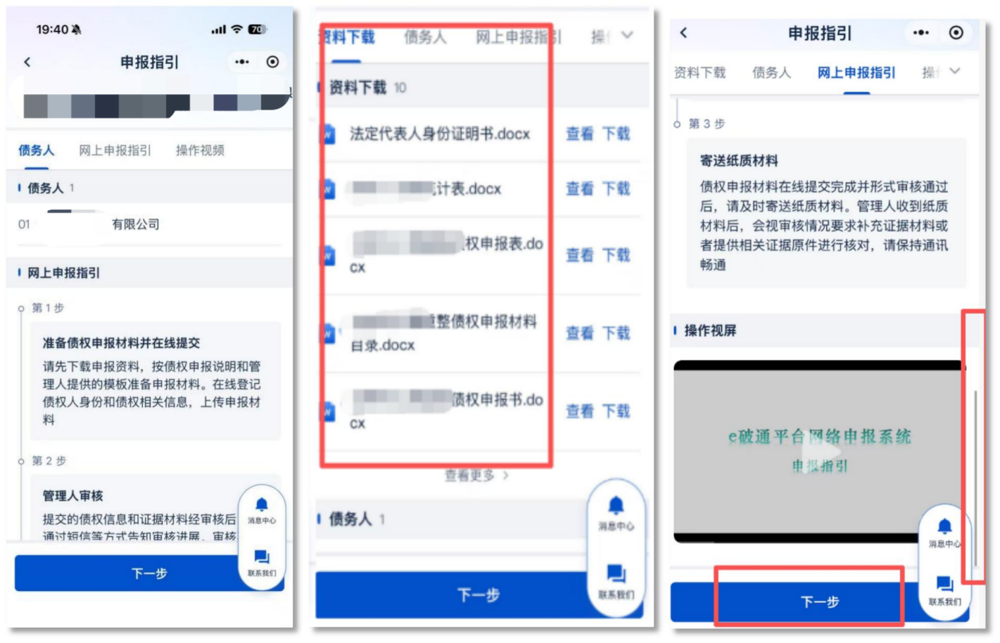 19:40
70
申报指引
债务人 网上申报指引 操作视频
债务人 1
01 有限公司
网上申报指引
第 1 步
准备债权申报材料并在线提交
请先下载申报资料，按债权申报说明和管
理人提供的模板准备申报材料。在线登记
债权人身份和债权相关信息，上传申报材
料
第 2 步
管理人审核
提交的债权信息和证据材料经审核后
通过短信等方式告知审核进展，审核
消息中心
联系我们
下一步
资料下载 债务人 网上申报指引 操
资料下载 10
法定代表人身份证明书.docx 查看 下载
计表.docx 查看 下载
权申报表.do
cx 查看 下载
重整债权申报材料
目录.docx 查看 下载
债权申报书.do
cx 查看 下载
查看更多 >
债务人 1
消息中心
联系我们
下一步
申报指引
资料下载 债务人 网上申报指引 操
第 3 步
寄送纸质材料
债权申报材料在线提交完成并形式审核通过
后，请及时寄送纸质材料。管理人收到纸质
材料后，会视审核情况要求补充证据材料或
者提供相关证据原件进行核对，请保持通讯
畅通
操作视屏
e破通平台网络申报系统
申报指引
消息中心
联系我们
下一步